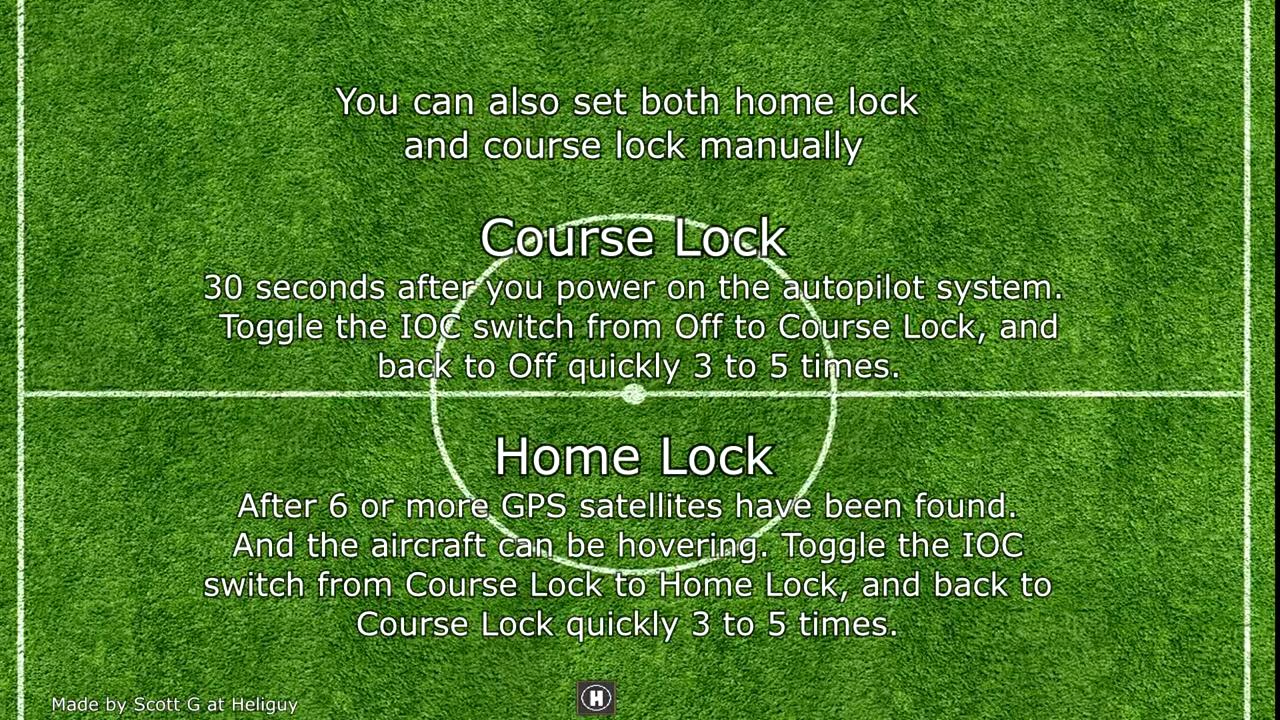 You can also set both home lock
and course lock manually
Course Lock
30 seconds after you power on the autopilot system.
Toggle the IOC switch from Off to Course Lock, and
back to Off quickly 3 to 5 times.
Home Lock
After 6 or more GPS satellites have been found.
And the aircraft can be hovering. Toggle the IOC
switch from Course Lock to Home Lock, and back to
Course Lock quickly 3 to 5 times.
Made by Scott G at Heliguy
H